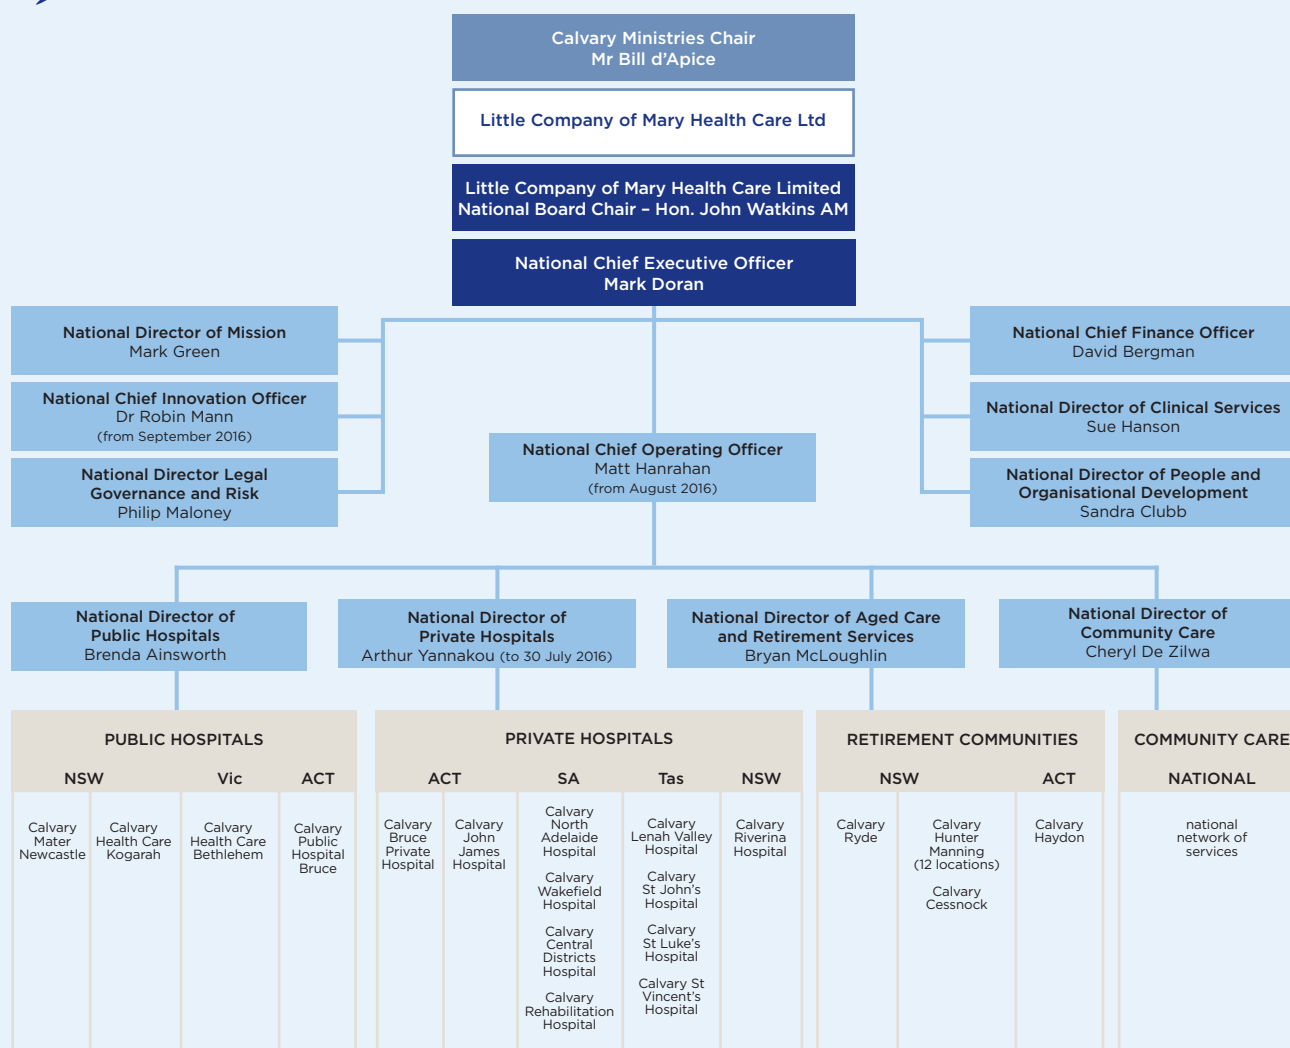 Calvary Ministries Chair
Mr Bill d'Apice
Little Company of Mary Health Care Ltd
Little Company of Mary Health Care Limited
National Board Chair – Hon. John Watkins AM
National Chief Executive Officer
Mark Doran
National Director of Mission
Mark Green
National Chief Innovation Officer
Dr Robin Mann
(from September 2016)
National Director Legal
Governance and Risk
Philip Maloney
National Chief Operating Officer
Matt Hanrahan
(from August 2016)
National Chief Finance Officer
David Bergman
National Director of Clinical Services
Sue Hanson
National Director of People and
Organisational Development
Sandra Clubb
National Director of
Public Hospitals
Brenda Ainsworth
National Director of
Private Hospitals
Arthur Yannakou (to 30 July 2016)
National Director of Aged Care
and Retirement Services
Bryan McLoughlin
National Director of
Community Care
Cheryl De Zilwa
PUBLIC HOSPITALS
NSW
Vic
ACT
Calvary
Mater
Newcastle
Calvary
Health Care
Kogarah
Calvary
Health Care
Bethlehem
Calvary
Public
Hospital
Bruce
PRIVATE HOSPITALS
ACT
SA
Tas
NSW
Calvary
Bruce
Private
Hospital
Calvary
John
James
Hospital
Calvary
North
Adelaide
Hospital
Calvary
Wakefield
Hospital
Calvary
Central
Districts
Hospital
Calvary
Rehabilitation
Hospital
Calvary
Lenah Valley
Hospital
Calvary
St John's
Hospital
Calvary
St Luke's
Hospital
Calvary St
Vincent's
Hospital
Calvary
Riverina
Hospital
RETIREMENT COMMUNITIES
NSW
ACT
Calvary
Ryde
Calvary
Hunter
Manning
(12 locations)
Calvary
Cessnock
Calvary
Haydon
COMMUNITY CARE
NATIONAL
national
network of
services